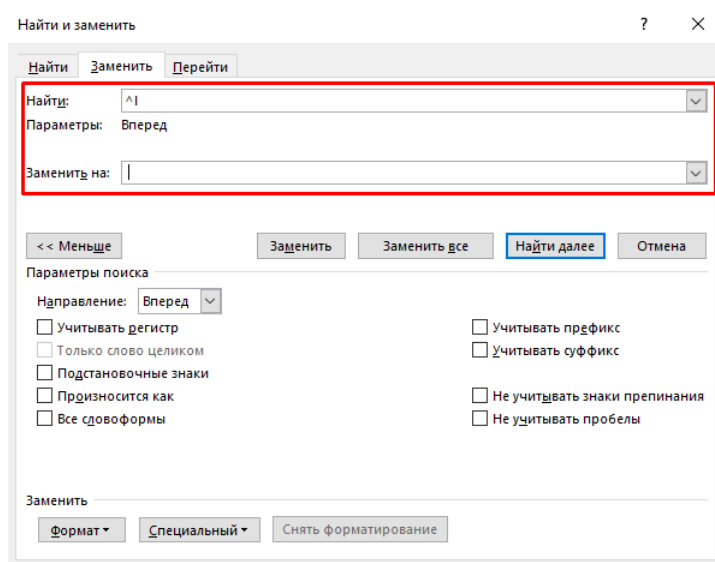 Найти и заменить
Найти Заменить Перейти
Найти: ^l
Параметры: Вперед
Заменить на:
<< Меньше Заменить Заменить все Найти далее Отмена
Параметры поиска
Направление: Вперед
Учитывать регистр Учитывать префикс
Только слово целиком Учитывать суффикс
Подстановочные знаки
Произносится как Не учитывать знаки препинания
Все словоформы Не учитывать пробелы
Заменить
Формат Специальный Снять форматирование